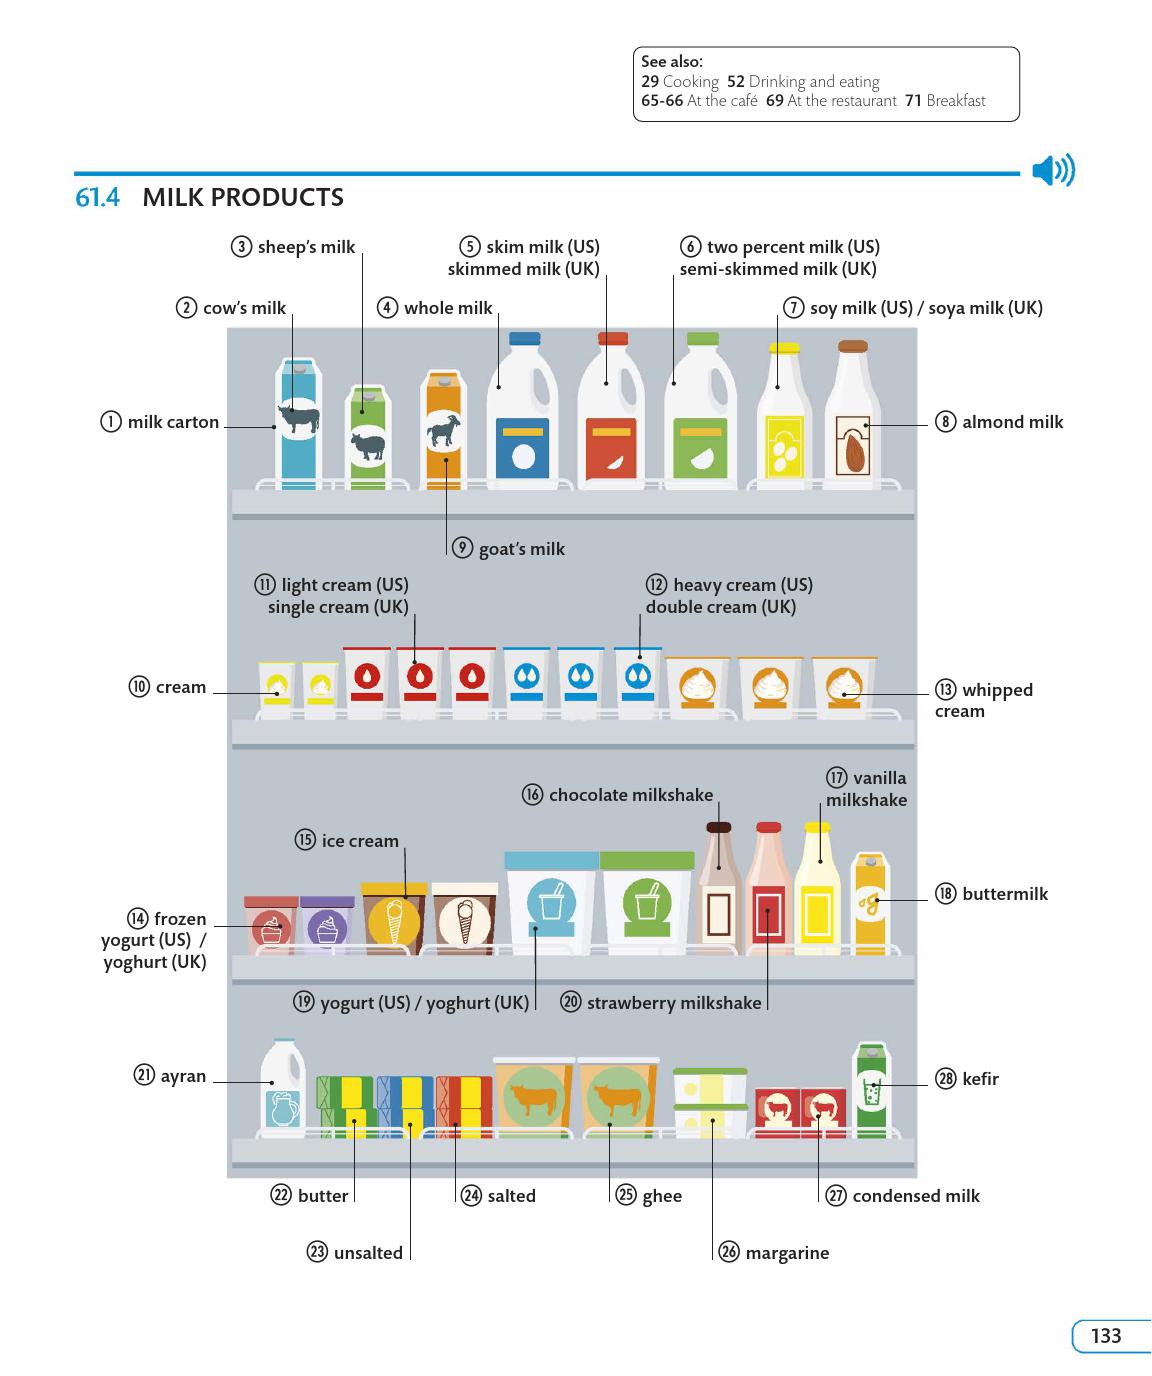 See also:
29 Cooking 52 Drinking and eating
65-66 At the café 69 At the restaurant 71 Breakfast
61.4 MILK PRODUCTS
3 sheep's milk
5 skim milk (US)
skimmed milk (UK)
6 two percent milk (US)
semi-skimmed milk (UK)
2 cow's milk
4 whole milk
7 soy milk (US) / soya milk (UK)
1 milk carton
8 almond milk
9 goat's milk
11 light cream (US)
single cream (UK)
12 heavy cream (US)
double cream (UK)
10 cream
13 whipped
cream
16 chocolate milkshake
17 vanilla
milkshake
15 ice cream
18 buttermilk
14 frozen
yogurt (US) /
yoghurt (UK)
19 yogurt (US) / yoghurt (UK)
20 strawberry milkshake
21 ayran
28 kefir
22 butter
24 salted
25 ghee
27 condensed milk
23 unsalted
26 margarine
133